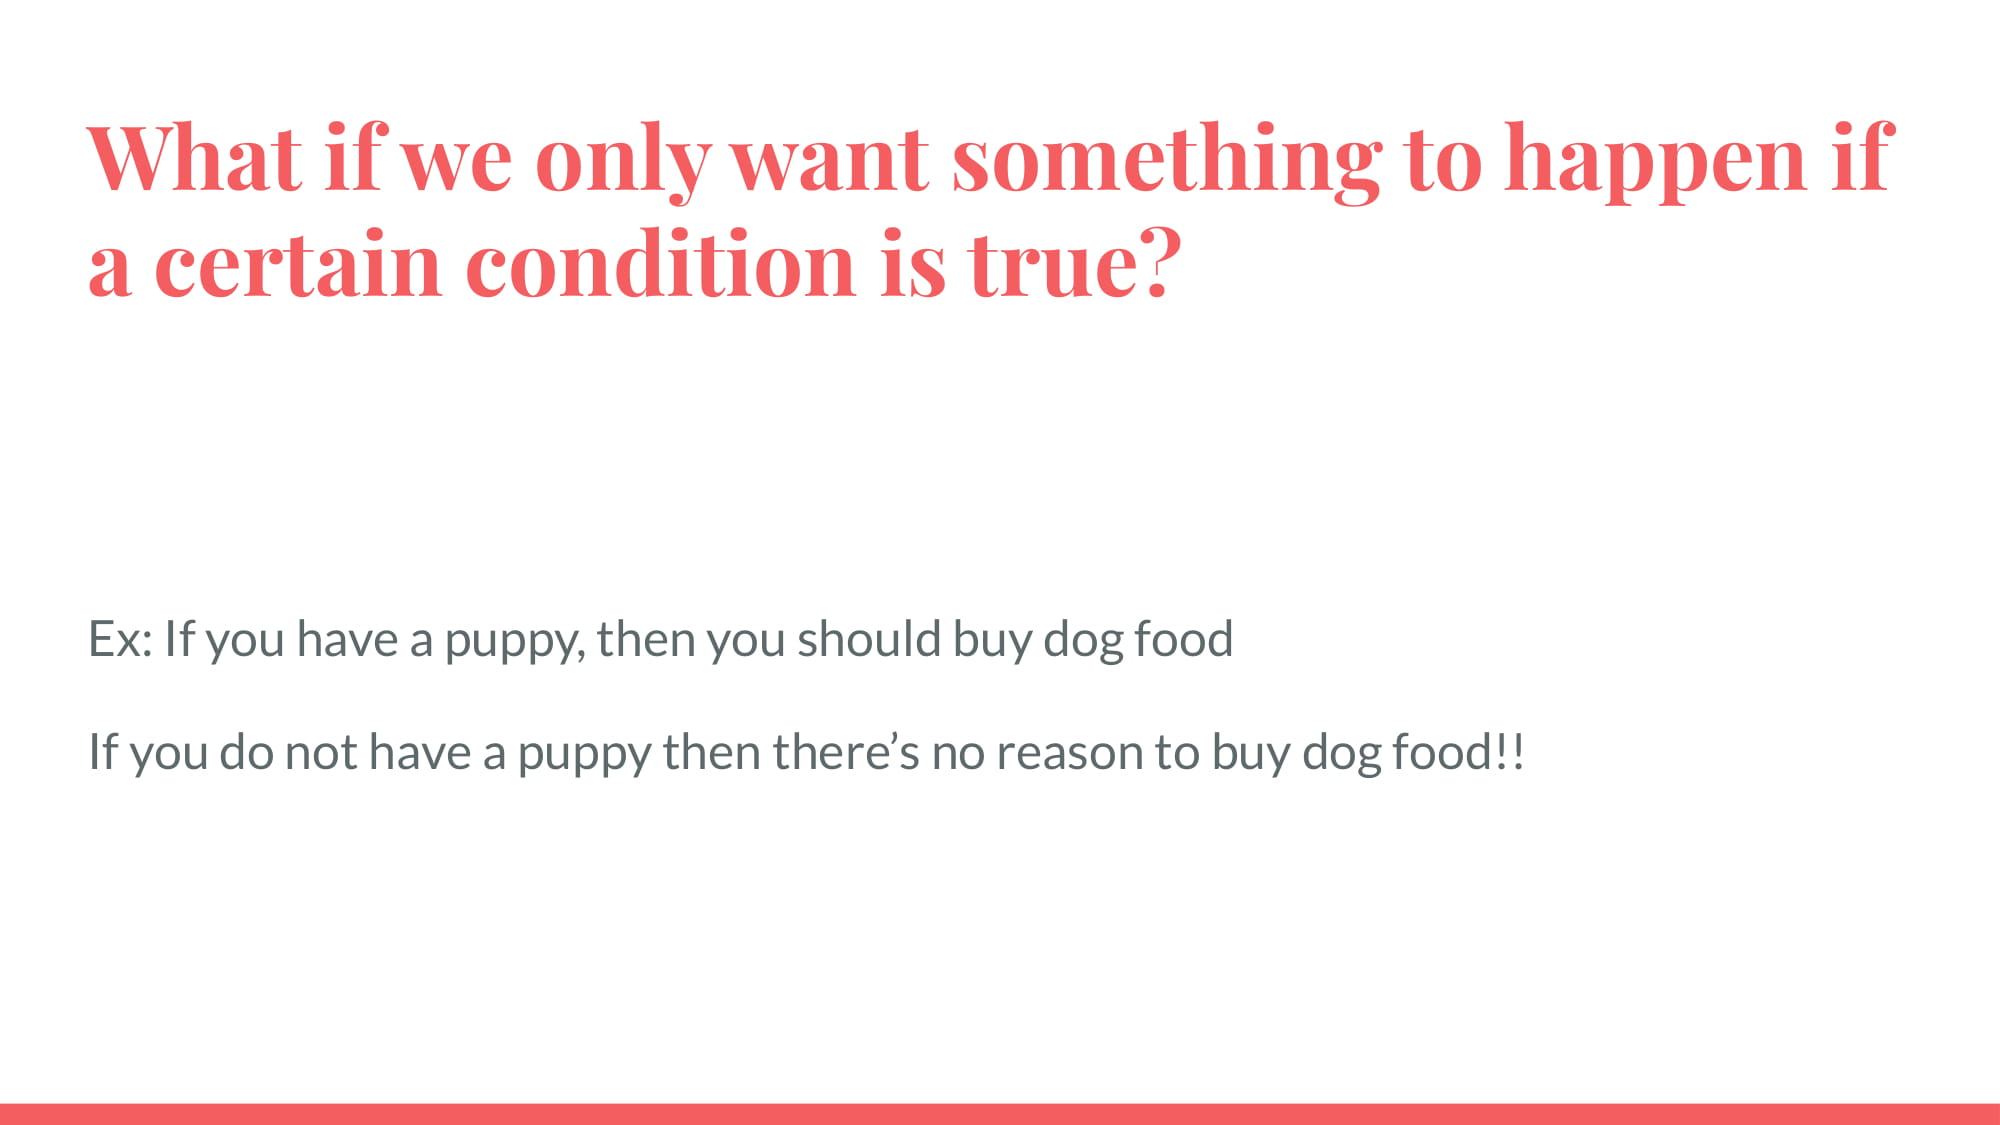 What if we only want something to happen if
a certain condition is true?
Ex: If you have a puppy, then you should buy dog food
If you do not have a puppy then there’s no reason to buy dog food!!